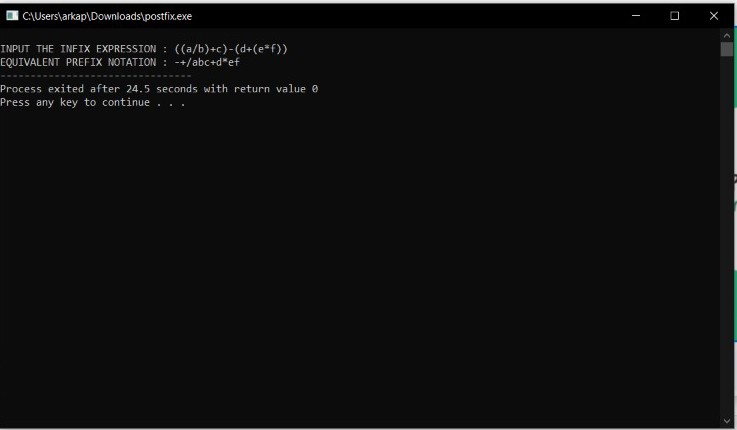 C:\Users\arkap\Downloads\postfix.exe
INPUT THE INFIX EXPRESSION : ((a/b)+c)-(d+(e*f))
EQUIVALENT PREFIX NOTATION : -+/abc+d*ef
--------------------------------
Process exited after 24.5 seconds with return value 0
Press any key to continue . . .